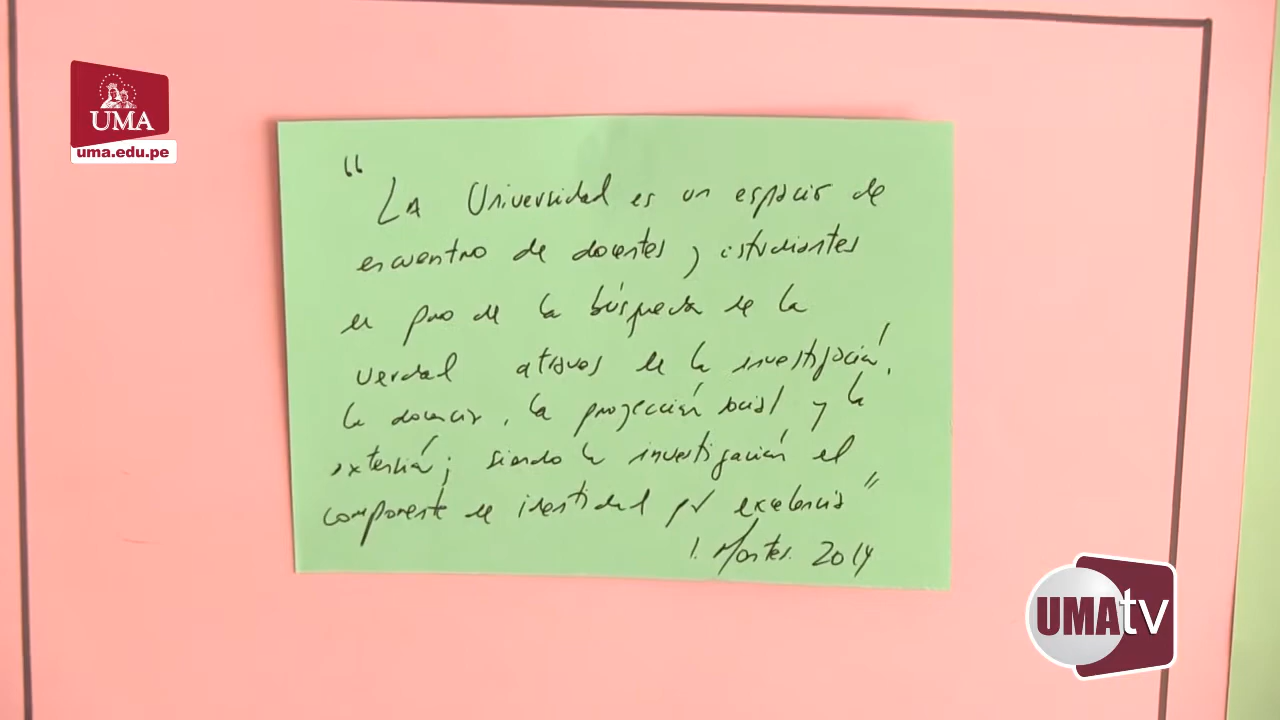 UMA
uma.edu.pe
“
La Universidad es un espacio de
encuentro de docentes y estudiantes
en pro de la búsqueda de la
verdad atraves de la investigación,
la docencia, la proyección social y la
extensión; siendo la investigación el
componente de identidad por excelencia”
I. Montes. 2014
UMAtv